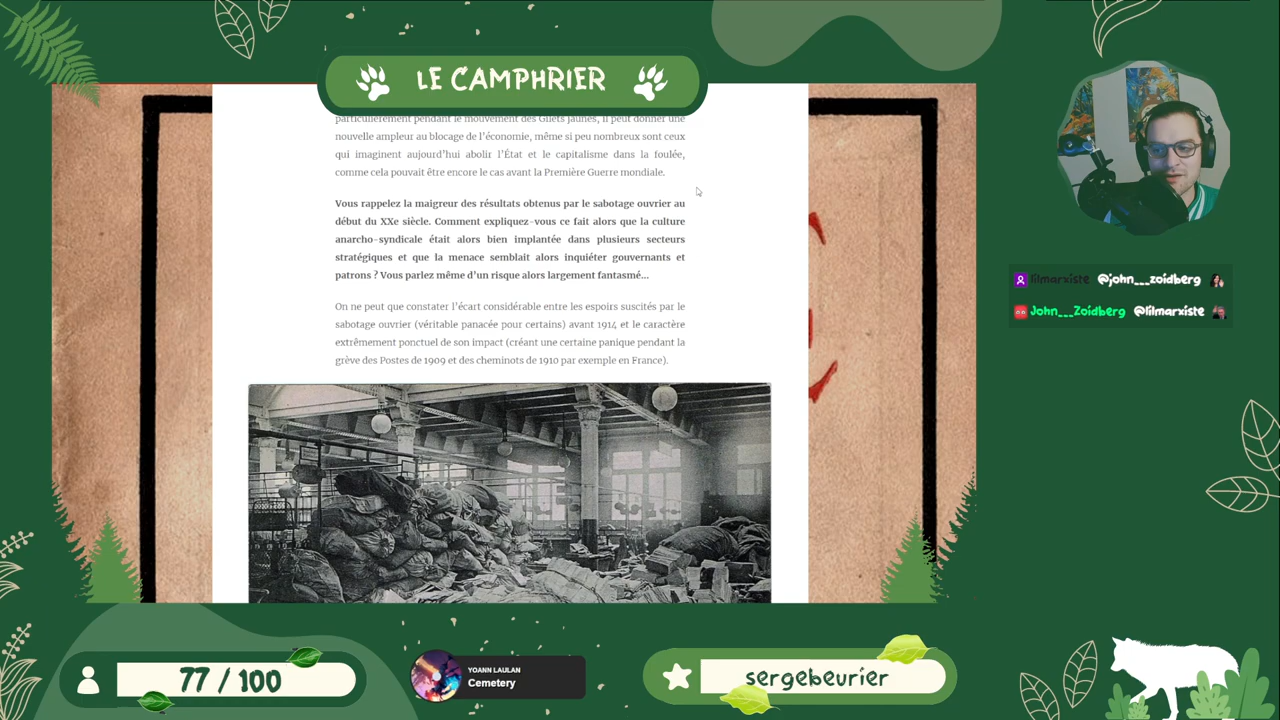 LE CAMPHRIER
particulièrement pendant le mouvement des Gilets jaunes, il peut donner une
nouvelle ampleur au blocage de l'économie, même si peu nombreux sont ceux
qui imaginent aujourd'hui abolir l'État et le capitalisme dans la foulée,
comme cela pouvait être encore le cas avant la Première Guerre mondiale.
Vous rappelez la maigreur des résultats obtenus par le sabotage ouvrier au
début du XXe siècle. Comment expliquez-vous ce fait alors que la culture
anarcho-syndicale était alors bien implantée dans plusieurs secteurs
stratégiques et que la menace semblait alors inquiéter gouvernants et
patrons ? Vous parlez même d'un risque alors largement fantasmé...
On ne peut que constater l'écart considérable entre les espoirs suscités par le
sabotage ouvrier (véritable panacée pour certains) avant 1914 et le caractère
extrêmement ponctuel de son impact (créant une certaine panique pendant la
grève des Postes de 1909 et des cheminots de 1910 par exemple en France).
lilmarxiste @john___zoidberg
John___Zoidberg @lilmarxiste
77 / 100
YOANN LAULAN
Cemetery
sergebeurier